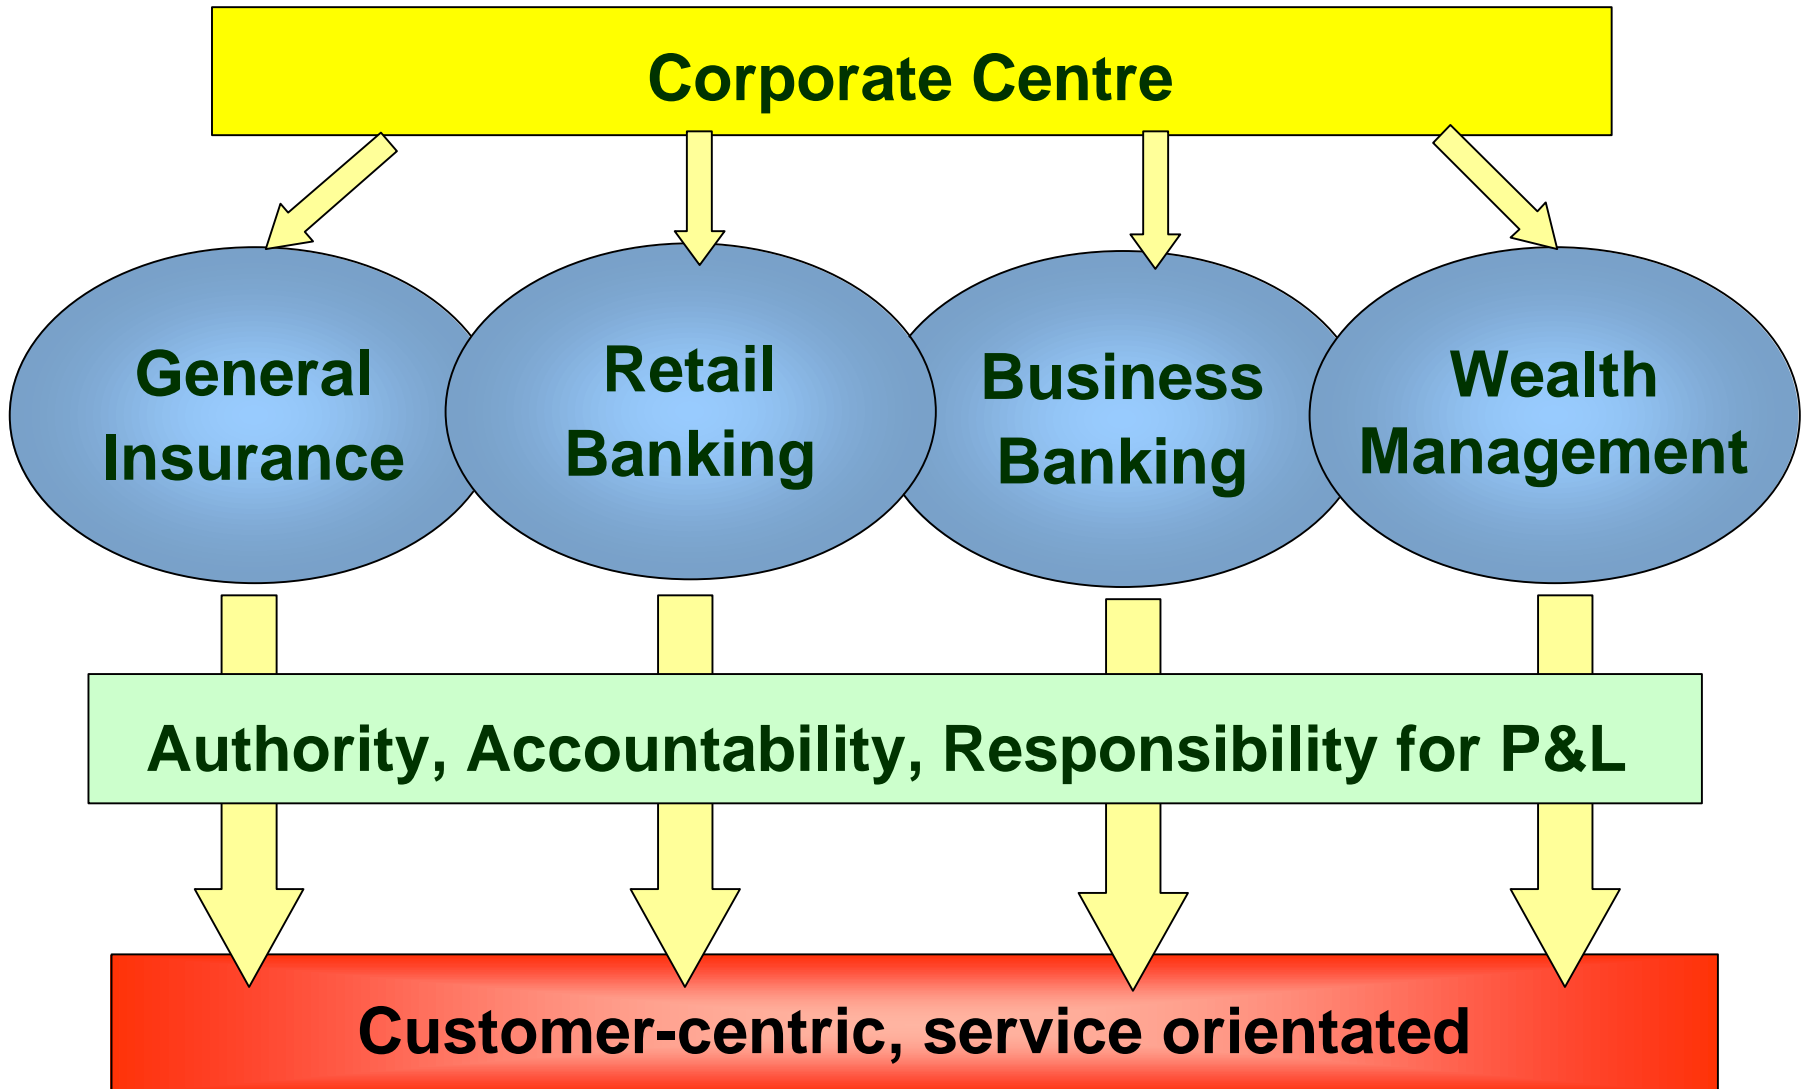 Corporate Centre
General
Insurance
Retail
Banking
Business
Banking
Wealth
Management
Authority, Accountability, Responsibility for P&L
Customer-centric, service orientated